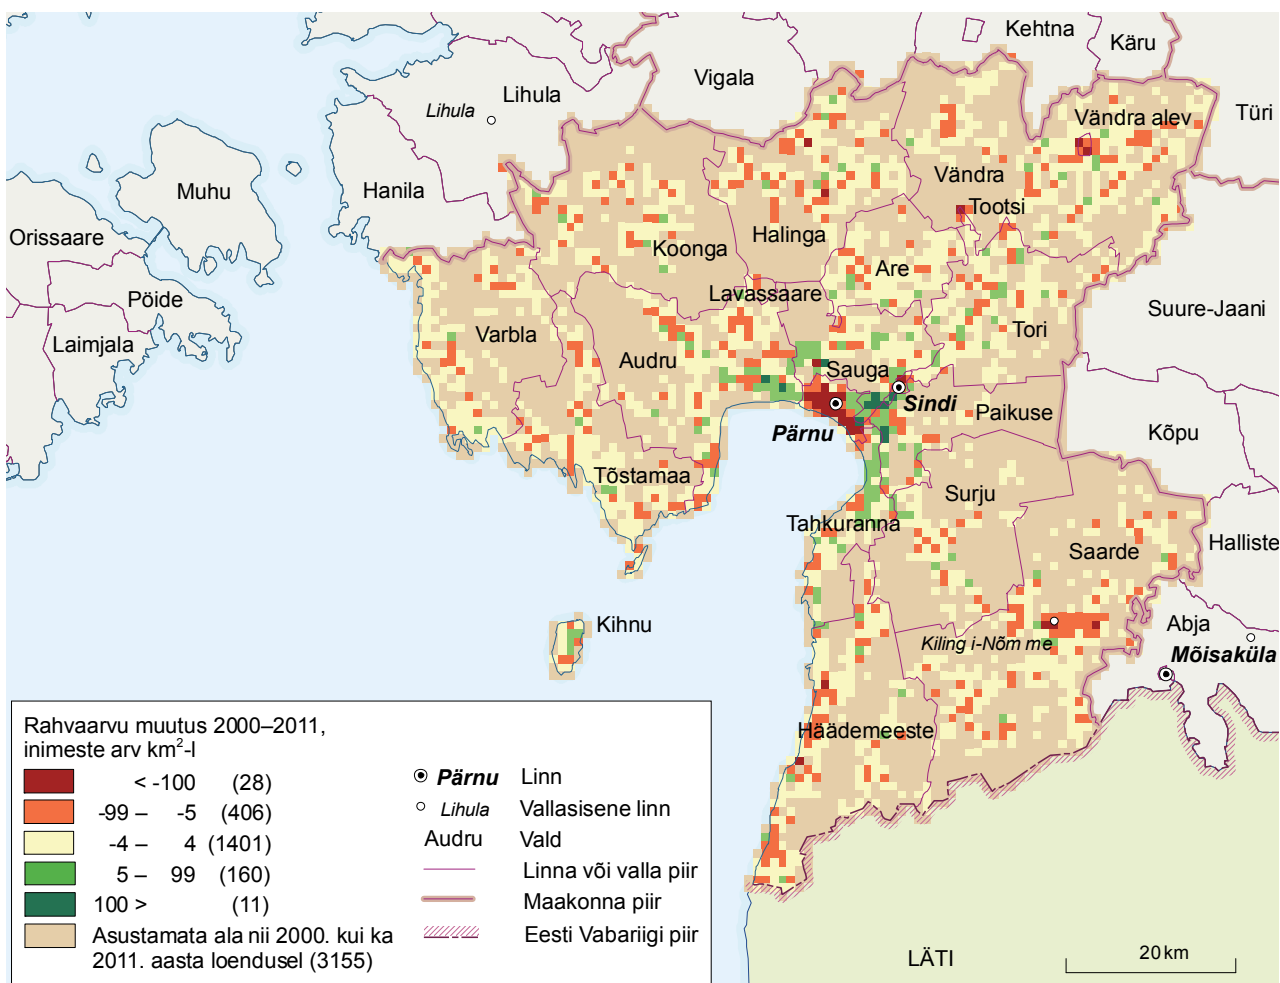 Kehtna
Käru
Vigala
Lihula
Lihula
Türi
Vändra alev
Muhu
Hanila
Vändra
Tootsi
Orissaare
Koonga
Halinga
Are
Pöide
Lavassaare
Suure-Jaani
Laimjala
Varbla
Audru
Tori
Sauga
Sindi
Paikuse
Pärnu
Kõpu
Tõstamaa
Surju
Tahkuranna
Saarde
Halliste
Kihnu
Abja
Kiling i-Nõm me
Mõisaküla
Häädemeeste
Rahvaarvu muutus 2000–2011,
inimeste arv km²-l
< -100 (28)
-99 – -5 (406)
-4 – 4 (1401)
5 – 99 (160)
100 > (11)
Asustamata ala nii 2000. kui ka
2011. aasta loendusel (3155)
Pärnu Linn
Lihula Vallasisene linn
Audru Vald
Linna või valla piir
Maakonna piir
Eesti Vabariigi piir
LÄTI
20 km